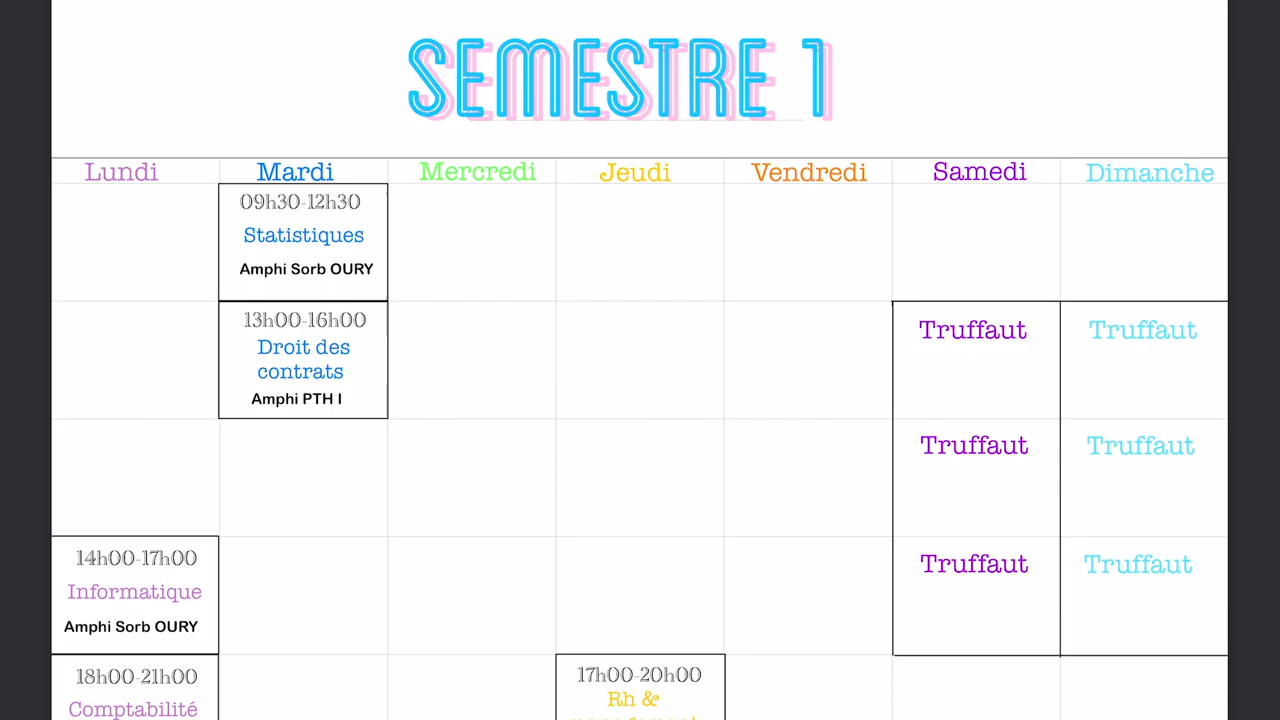 SEMESTRE 1
Lundi Mardi Mercredi Jeudi Vendredi Samedi Dimanche
09h30-12h30
Statistiques
Amphi Sorb OURY
13h00-16h00
Droit des
contrats
Amphi PTH I
Truffaut Truffaut
Truffaut Truffaut
14h00-17h00
Informatique
Amphi Sorb OURY
Truffaut Truffaut
18h00-21h00
Comptabilité
17h00-20h00
Rh &